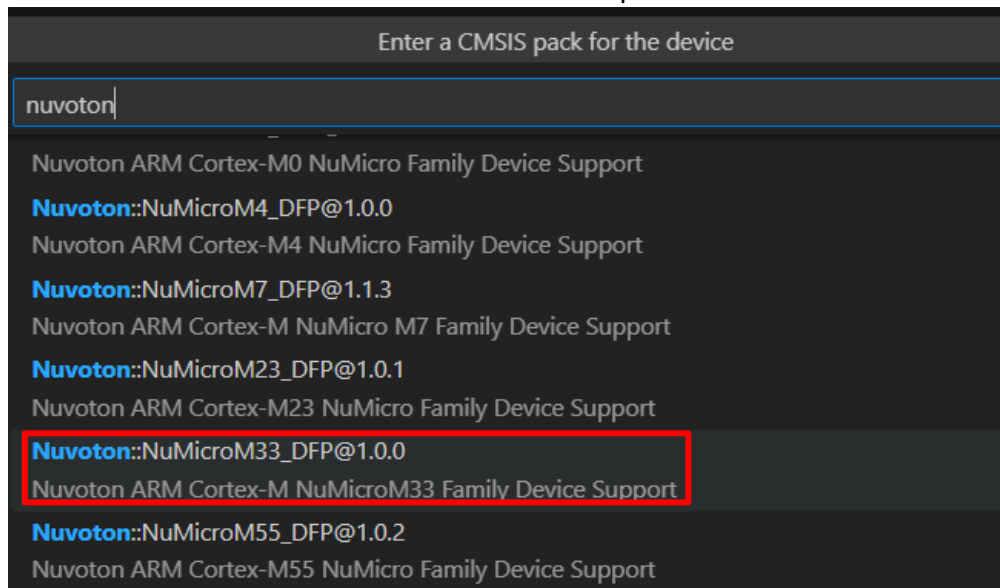 Enter a CMSIS pack for the device
nuvoton
Nuvoton ARM Cortex-M0 NuMicro Family Device Support
Nuvoton::NuMicroM4_DFP@1.0.0
Nuvoton ARM Cortex-M4 NuMicro Family Device Support
Nuvoton::NuMicroM7_DFP@1.1.3
Nuvoton ARM Cortex-M NuMicro M7 Family Device Support
Nuvoton::NuMicroM23_DFP@1.0.1
Nuvoton ARM Cortex-M23 NuMicro Family Device Support
Nuvoton::NuMicroM33_DFP@1.0.0
Nuvoton ARM Cortex-M NuMicroM33 Family Device Support
Nuvoton::NuMicroM55_DFP@1.0.2
Nuvoton ARM Cortex-M55 NuMicro Family Device Support